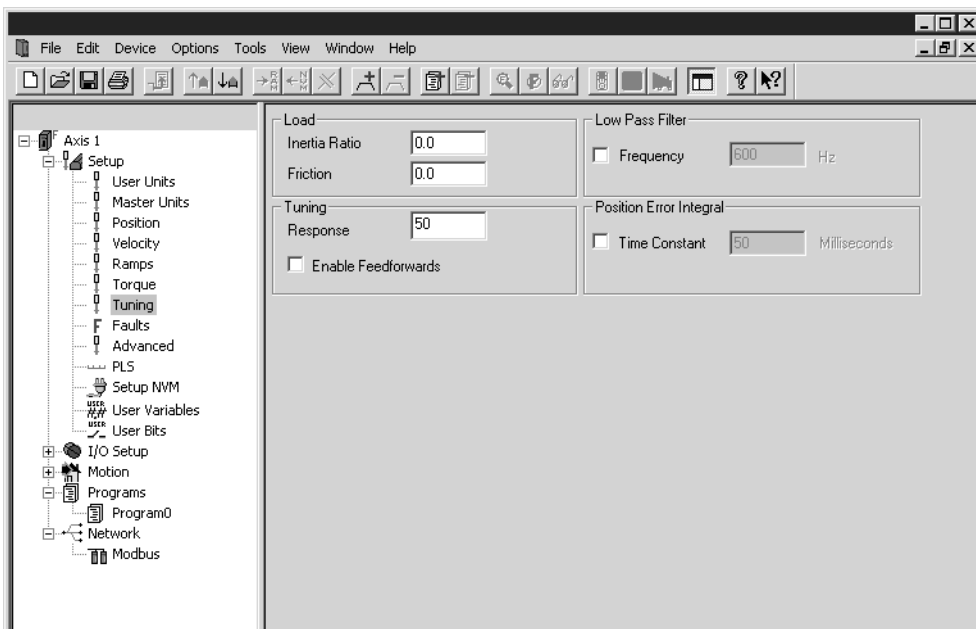 File Edit Device Options Tools View Window Help
Axis 1
Setup
User Units
Master Units
Position
Velocity
Ramps
Torque
Tuning
Faults
Advanced
PLS
Setup NVM
User Variables
User Bits
I/O Setup
Motion
Programs
Program0
Network
Modbus
Load
Inertia Ratio 0.0
Friction 0.0
Tuning
Response 50
Enable Feedforwards
Low Pass Filter
Frequency 600 Hz
Position Error Integral
Time Constant 50 Milliseconds